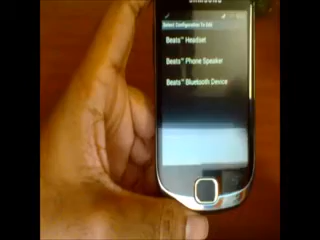 SAMSUNG
Select Configuration To Edit
Beats™ Headset
Beats™ Phone Speaker
Beats™ Bluetooth Device